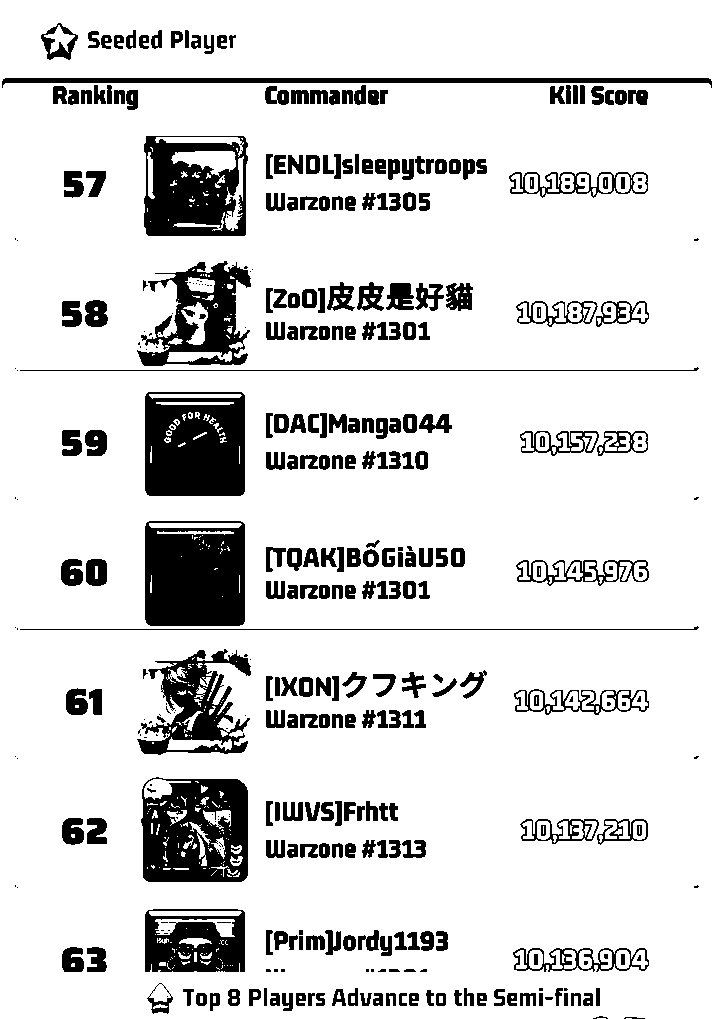 Seeded Player
Ranking Commander Kill Score
57 [ENDL]sleepytroops 10,189,008
Warzone #1305
58 [ZoO]皮皮是好貓 10,187,934
Warzone #1301
GOOD FOR HEALTH
59 [DAC]Manga044 10,157,238
Warzone #1310
60 [TQAK]BốGiàU50 10,145,976
Warzone #1301
61 [IXON]クフキング 10,142,664
Warzone #1311
62 [IWVS]Frhtt 10,137,210
Warzone #1313
63 [Prim]Jordy1193 10,136,904
Top 8 Players Advance to the Semi-final